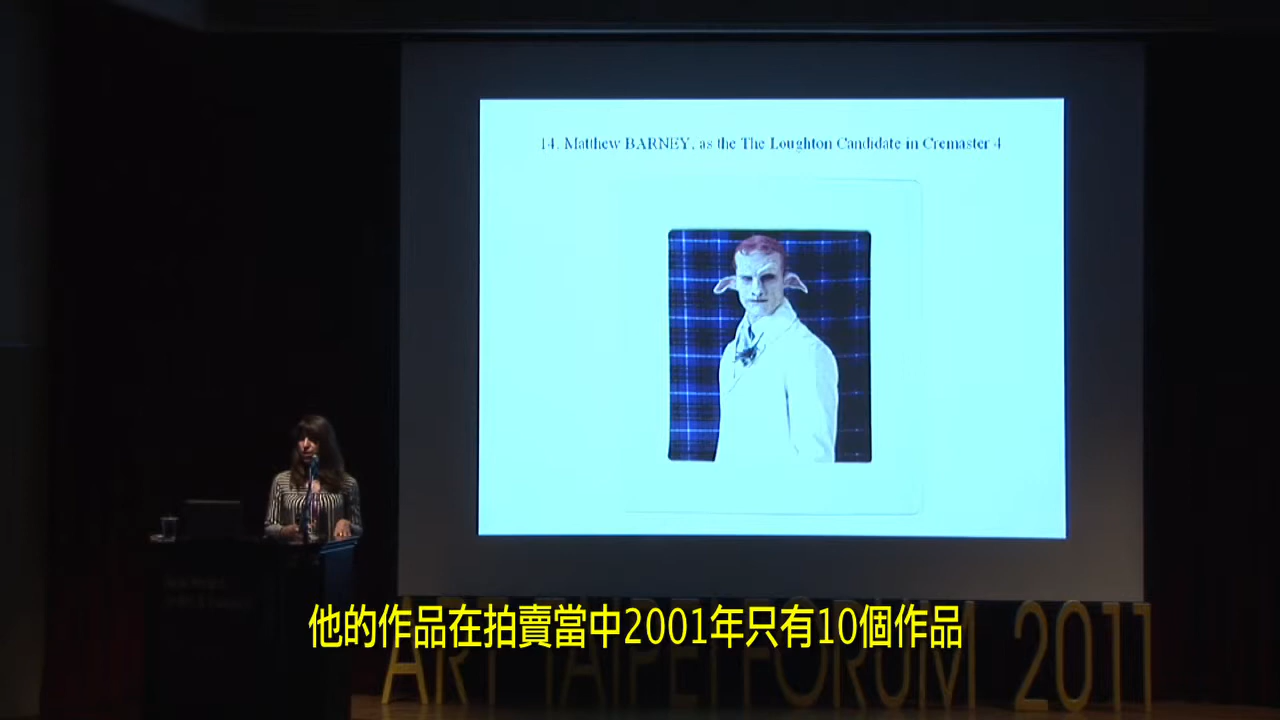 14. Matthew BARNEY, as the The Loughton Candidate in Cremaster 4
他的作品在拍賣當中2001年只有10個作品
ART TAIPEI FORUM 2011